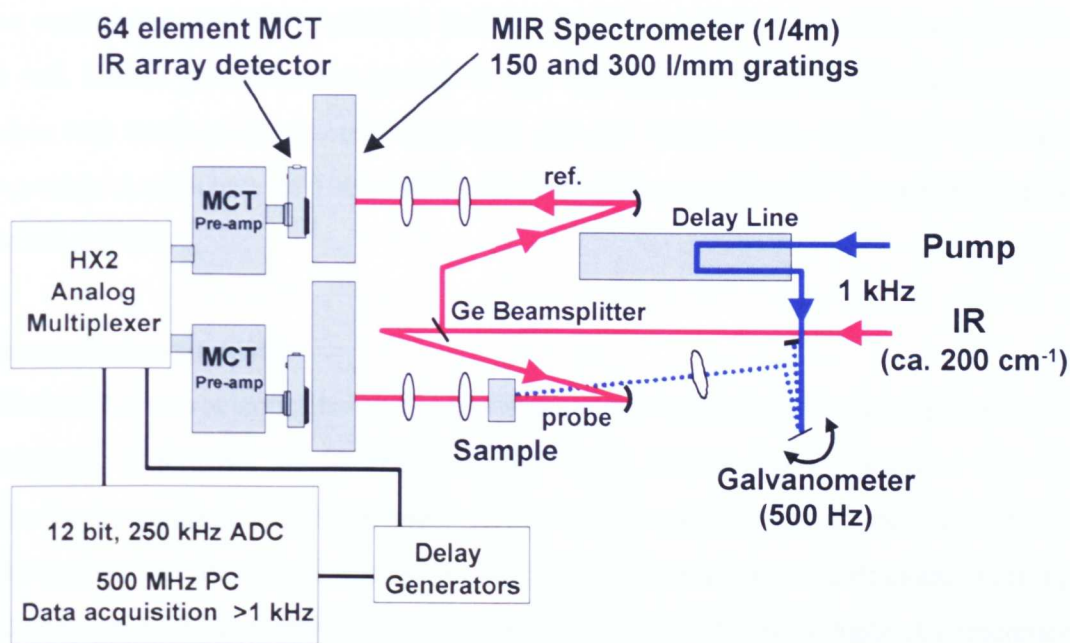 64 element MCT
IR array detector
MIR Spectrometer (1/4m)
150 and 300 l/mm gratings
MCT
Pre-amp
ref.
Delay Line
Pump
1 kHz
HX2
Analog
Multiplexer
Ge Beamsplitter
IR
(ca. 200 cm⁻¹)
MCT
Pre-amp
probe
Sample
Galvanometer
(500 Hz)
12 bit, 250 kHz ADC
500 MHz PC
Data acquisition >1 kHz
Delay
Generators